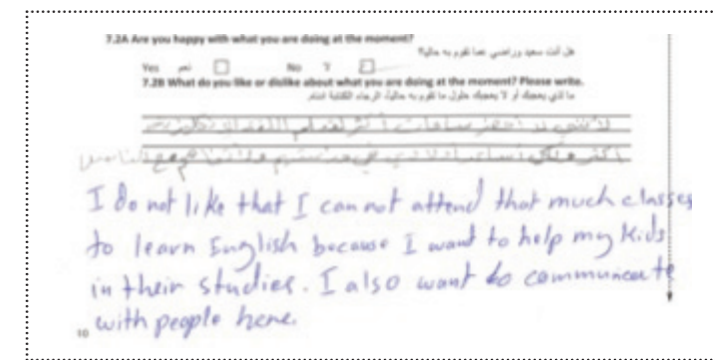 7.2A Are you happy with what you are doing at the moment?
هل أنت سعيد وراضي عما تقوم به حاليا؟
Yes نعم No لا
7.2B What do you like or dislike about what you are doing at the moment? Please write.
ما الذي يعجبك أو لا يعجبك حول ما تقوم به حاليا، الرجاء الكتابة
I do not like that I can not attend that much classes
to learn English because I want to help my kids
in their studies. I also want to communicate
with people here.
10